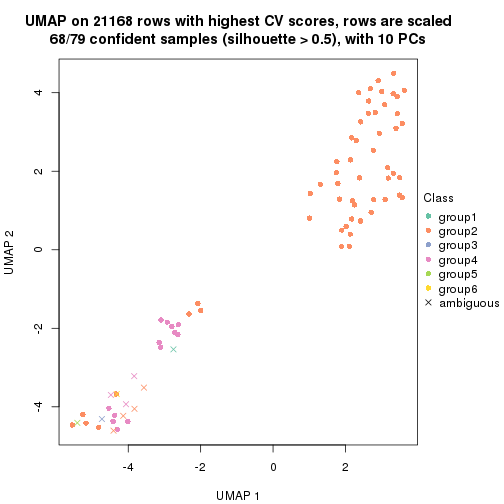 UMAP on 21168 rows with highest CV scores, rows are scaled
68/79 confident samples (silhouette > 0.5), with 10 PCs
4
2
0
-2
-4
UMAP 2
-4
-2
0
2
UMAP 1
Class
group1
group2
group3
group4
group5
group6
ambiguous